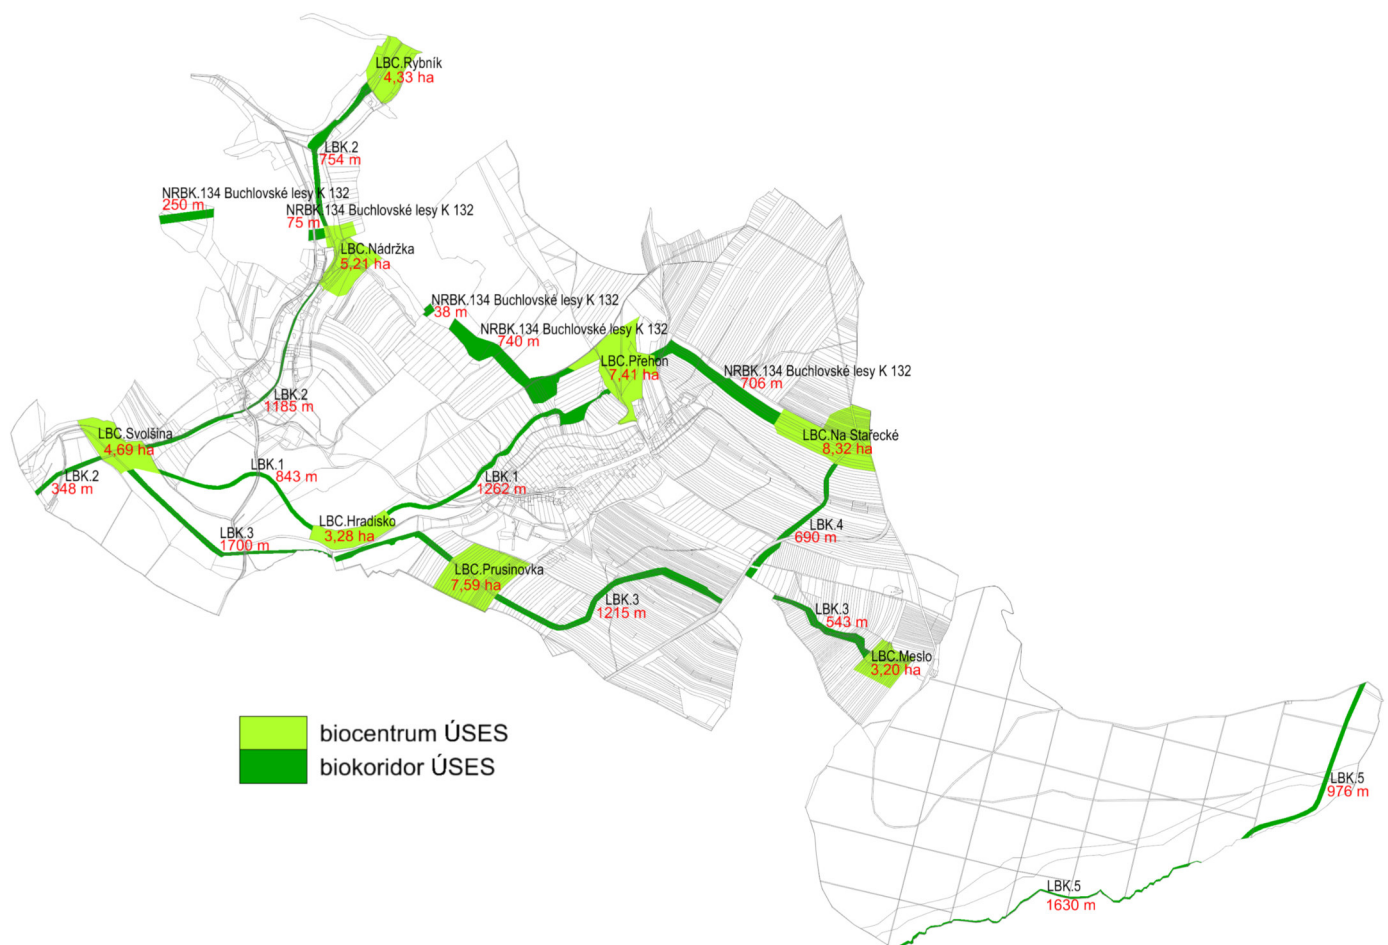 LBC.Rybník
4,33 ha
LBK.2
754 m
NRBK.134 Buchlovské lesy K 132
250 m
NRBK.134 Buchlovské lesy K 132
75 m
LBC.Nádržka
5,21 ha
NRBK.134 Buchlovské lesy K 132
38 m
NRBK.134 Buchlovské lesy K 132
740 m
LBC.Přehon
7,41 ha
NRBK.134 Buchlovské lesy K 132
706 m
LBK.2
1185 m
LBC.Svolšina
4,69 ha
LBC.Na Stařecké
8,32 ha
LBK.2
348 m
LBK.1
843 m
LBK.1
1262 m
LBC.Hradisko
3,28 ha
LBK.3
1700 m
LBK.4
690 m
LBC.Prusinovka
7,59 ha
LBK.3
1215 m
LBK.3
543 m
LBC.Meslo
3,20 ha
biocentrum ÚSES
biokoridor ÚSES
LBK.5
976 m
LBK.5
1630 m